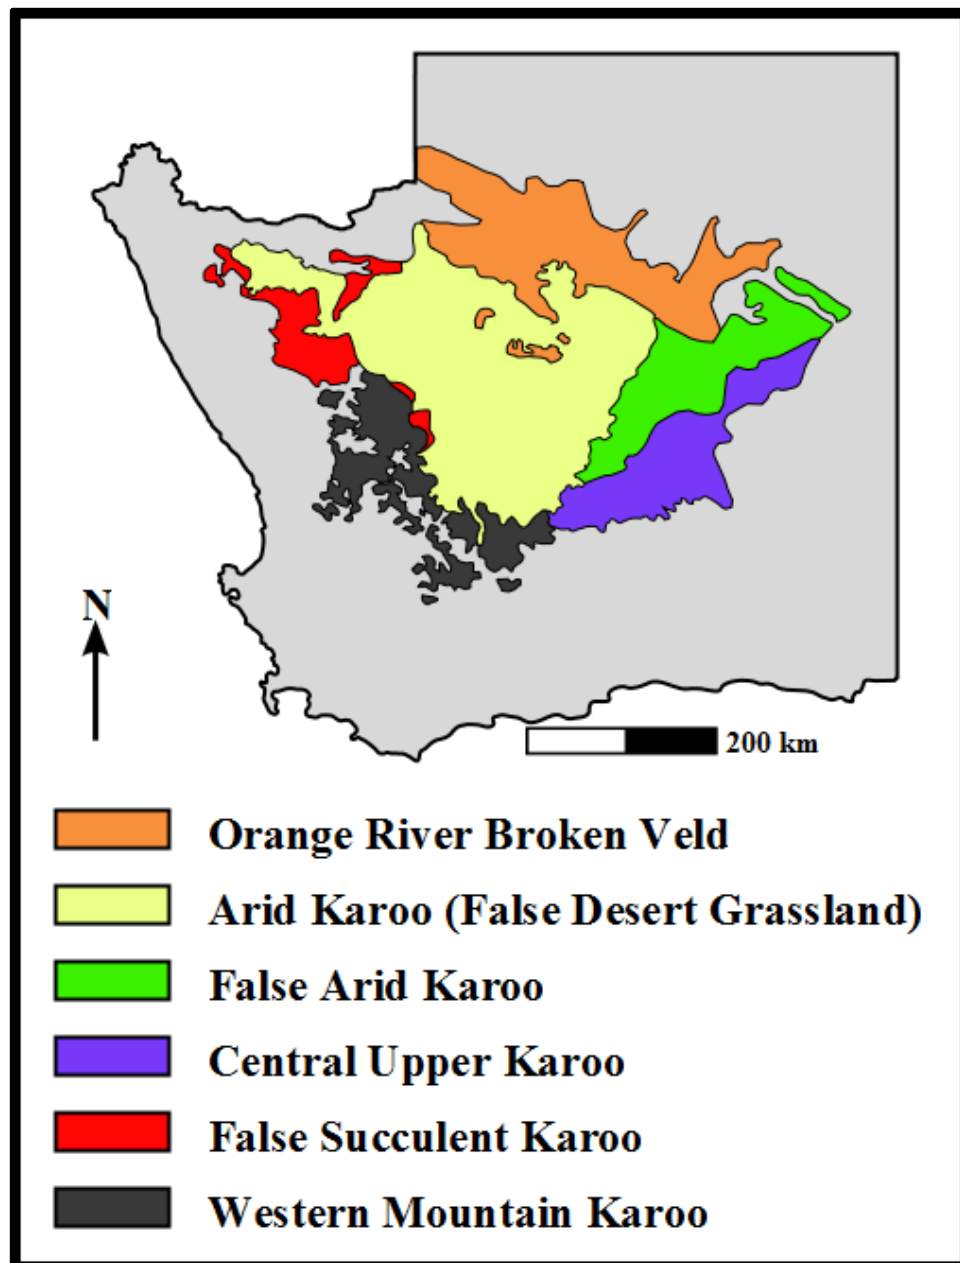 N
200 km
Orange River Broken Veld
Arid Karoo (False Desert Grassland)
False Arid Karoo
Central Upper Karoo
False Succulent Karoo
Western Mountain Karoo